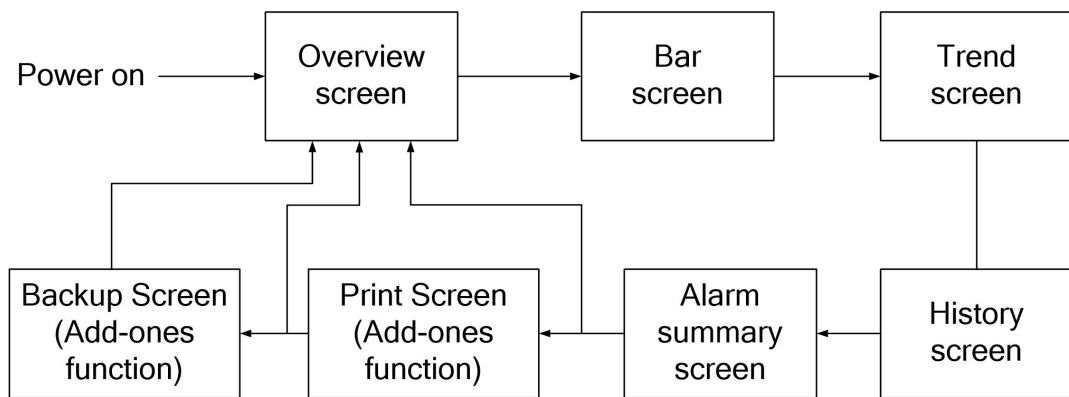 Power on
Overview
screen
Bar
screen
Trend
screen
Backup Screen
(Add-ones
function)
Print Screen
(Add-ones
function)
Alarm
summary
screen
History
screen